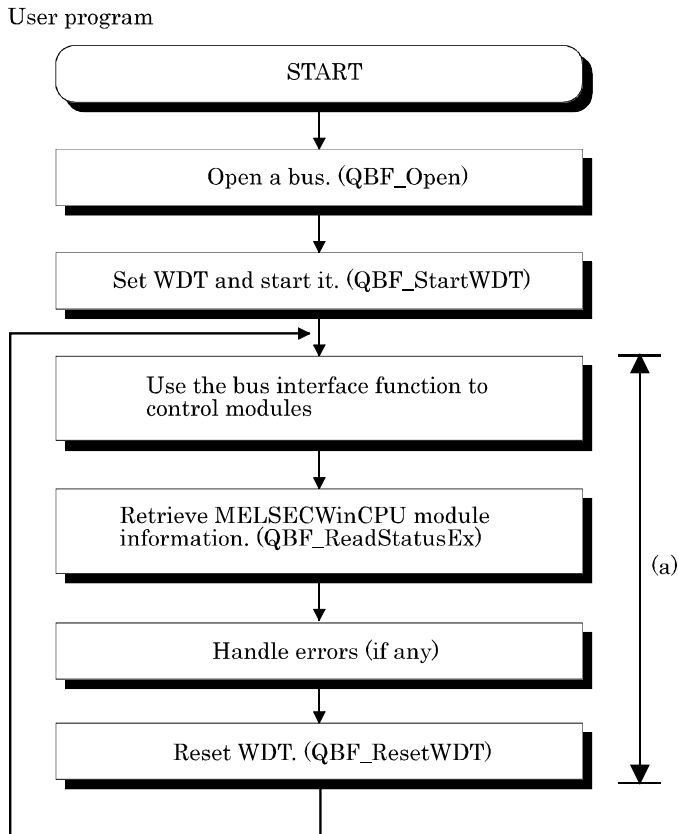 User program
START
Open a bus. (QBF_Open)
Set WDT and start it. (QBF_StartWDT)
Use the bus interface function to
control modules
Retrieve MELSECWinCPU module
information. (QBF_ReadStatusEx)
(a)
Handle errors (if any)
Reset WDT. (QBF_ResetWDT)